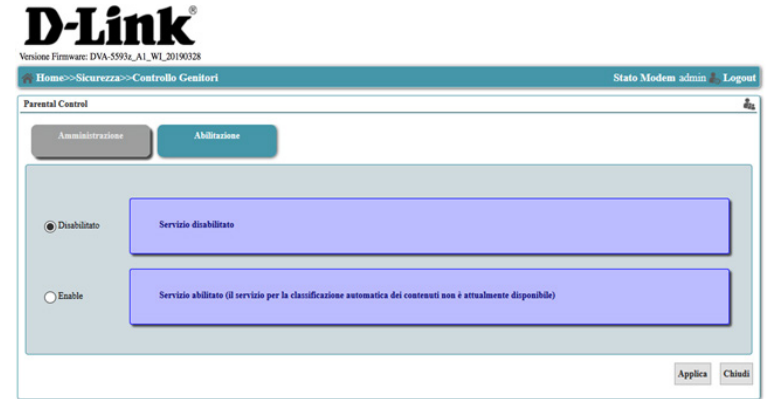 D-Link®
Versione Firmware: DVA-5593z_A1_WI_20190328
Home>>Sicurezza>>Controllo Genitori Stato Modem admin Logout
Parental Control
Amministrazione Abilitazione
Disabilitato Servizio disabilitato
Enable Servizio abilitato (il servizio per la classificazione automatica dei contenuti non è attualmente disponibile)
Applica Chiudi